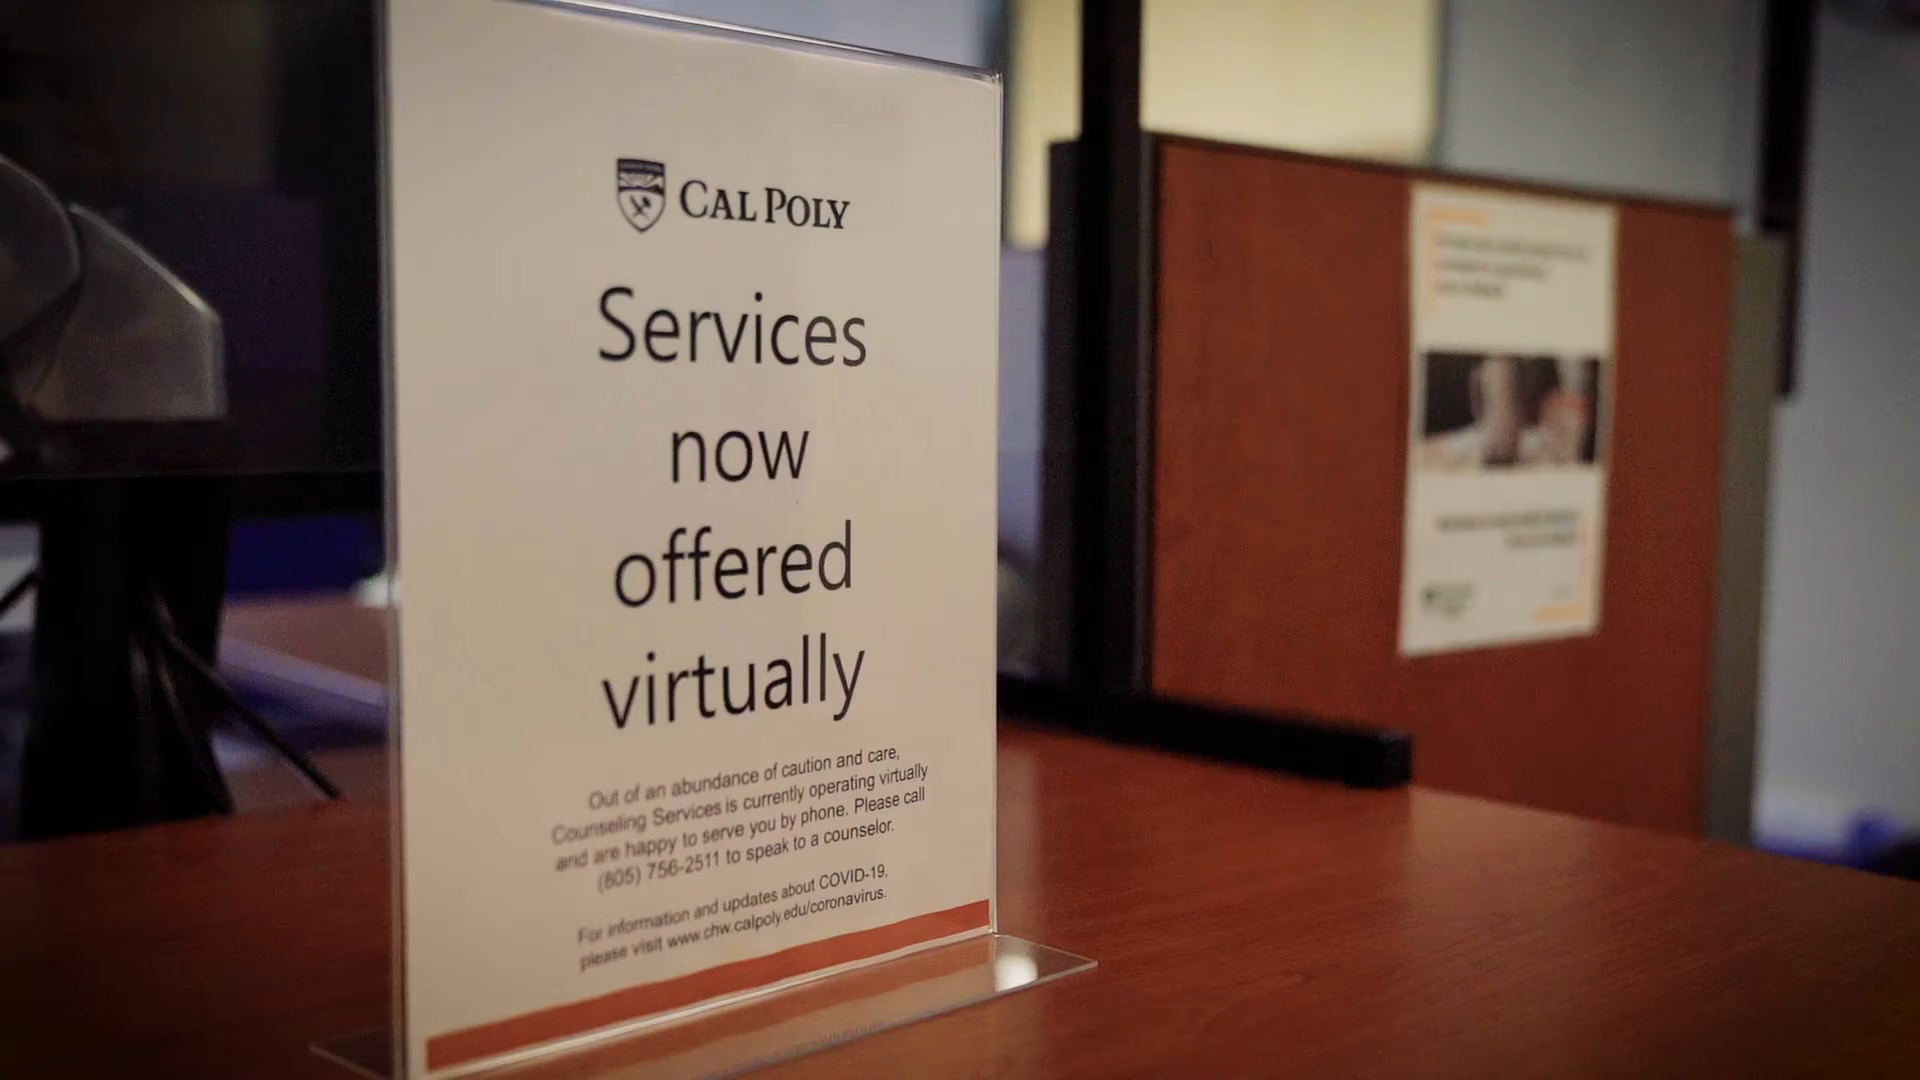 CAL POLY
Services
now
offered
virtually
Out of an abundance of caution and care,
Counseling Services is currently operating virtually
and are happy to serve you by phone. Please call
(805) 756-2511 to speak to a counselor.
For information and updates about COVID-19,
please visit www.chw.calpoly.edu/coronavirus.